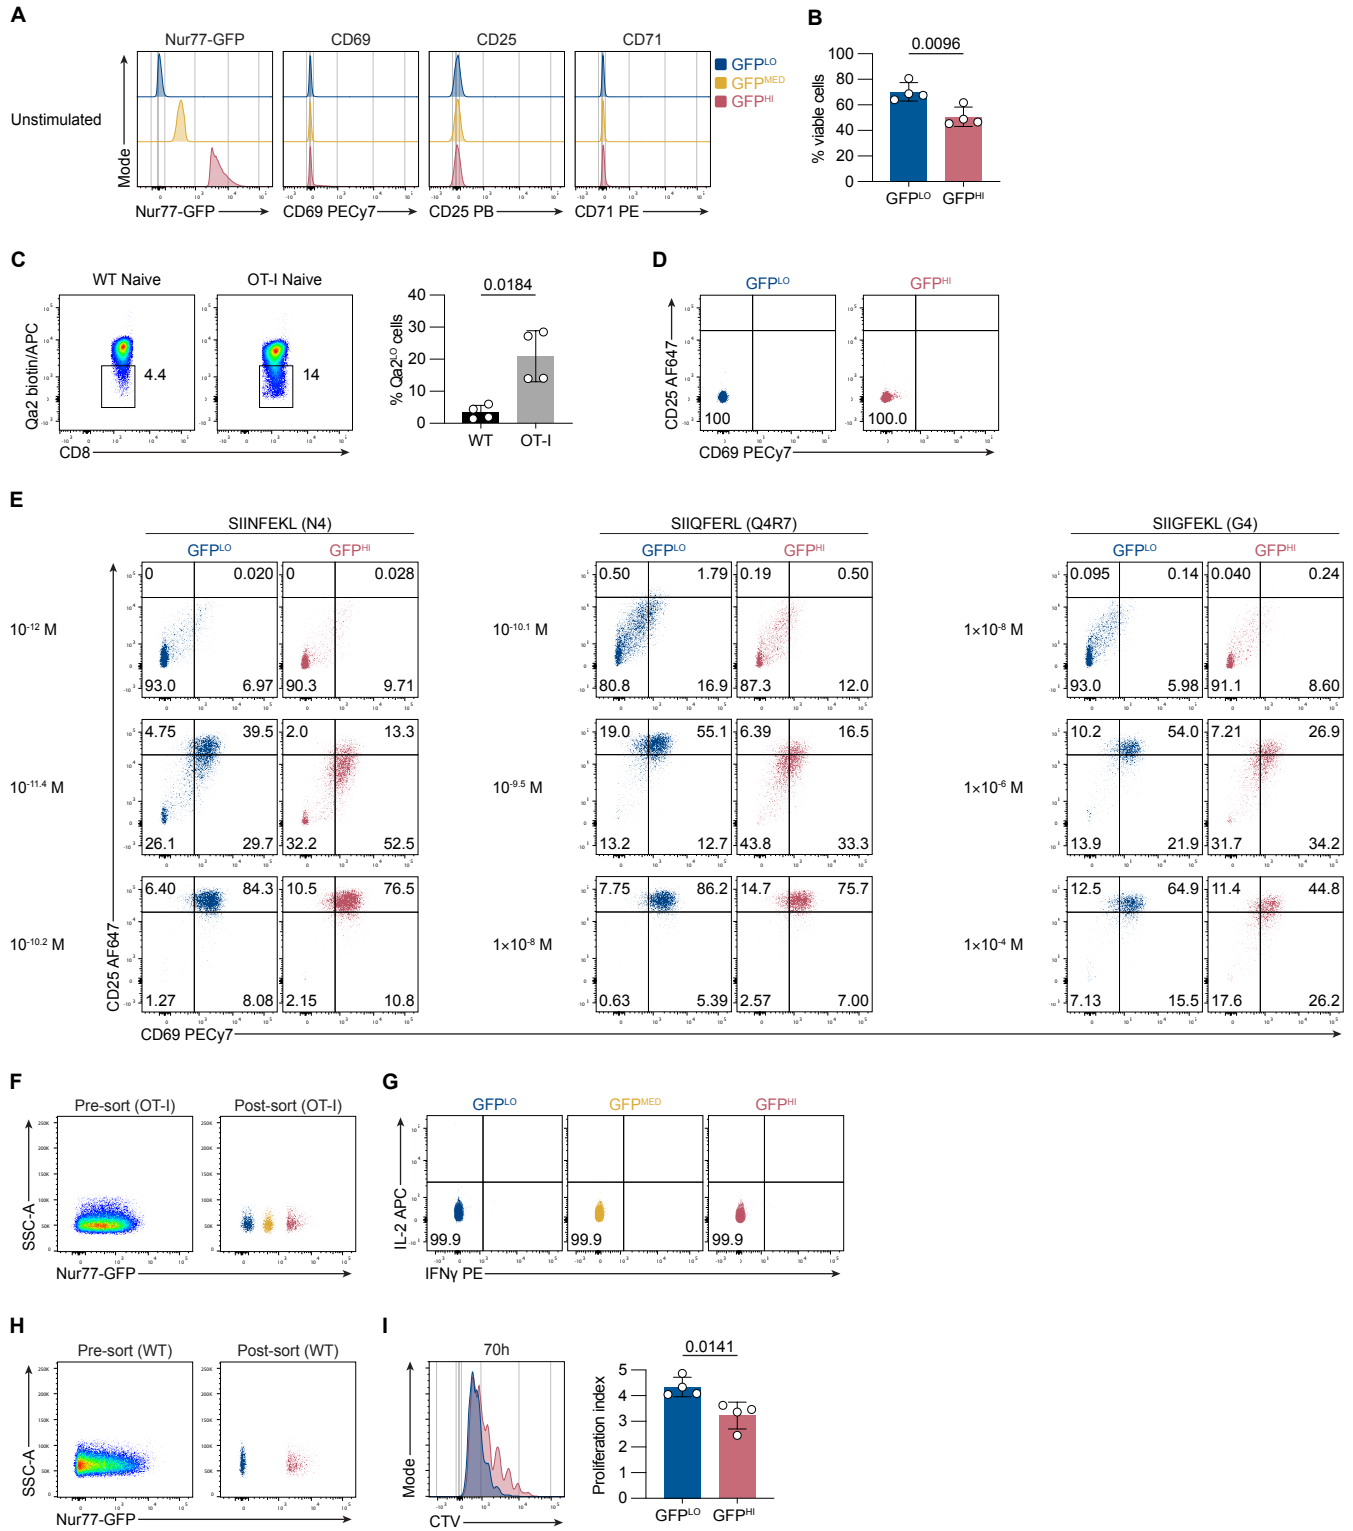 A
Nur77-GFP CD69 CD25 CD71
GFPLO
GFPMED
GFPHI
Unstimulated
Mode
Nur77-GFP CD69 PECy7 CD25 PB CD71 PE
B
0.0096
100
80
60
40
20
0
% viable cells
GFPLO GFPHI
C
WT Naive OT-I Naive
Qa2 biotin/APC
4.4 14
CD8
0.0184
40
30
20
10
0
% Qa2LO cells
WT OT-I
D
GFPLO GFPHI
CD25 AF647
100 100.0
CD69 PECy7
E
SIINFEKL (N4) SIIQFERL (Q4R7) SIIGFEKL (G4)
GFPLO GFPHI GFPLO GFPHI GFPLO GFPHI
0 0.020 0 0.028 0.50 1.79 0.19 0.50 0.095 0.14 0.040 0.24
10-12 M 10-10.1 M 1×10-8 M
93.0 6.97 90.3 9.71 80.8 16.9 87.3 12.0 93.0 5.98 91.1 8.60
4.75 39.5 2.0 13.3 19.0 55.1 6.39 16.5 10.2 54.0 7.21 26.9
10-11.4 M 10-9.5 M 1×10-6 M
26.1 29.7 32.2 52.5 13.2 12.7 43.8 33.3 13.9 21.9 31.7 34.2
6.40 84.3 10.5 76.5 7.75 86.2 14.7 75.7 12.5 64.9 11.4 44.8
10-10.2 M 1×10-8 M 1×10-4 M
1.27 8.08 2.15 10.8 0.63 5.39 2.57 7.00 7.13 15.5 17.6 26.2
CD25 AF647
CD69 PECy7
F
Pre-sort (OT-I) Post-sort (OT-I)
250K
200K
150K
100K
50K
0
SSC-A
Nur77-GFP
G
GFPLO GFPMED GFPHI
IL-2 APC
99.9 99.9 99.9
IFNγ PE
H
Pre-sort (WT) Post-sort (WT)
250K
200K
150K
100K
50K
0
SSC-A
Nur77-GFP
I
70h
Mode
CTV
0.0141
5
4
3
2
1
0
Proliferation index
GFPLO GFPHI